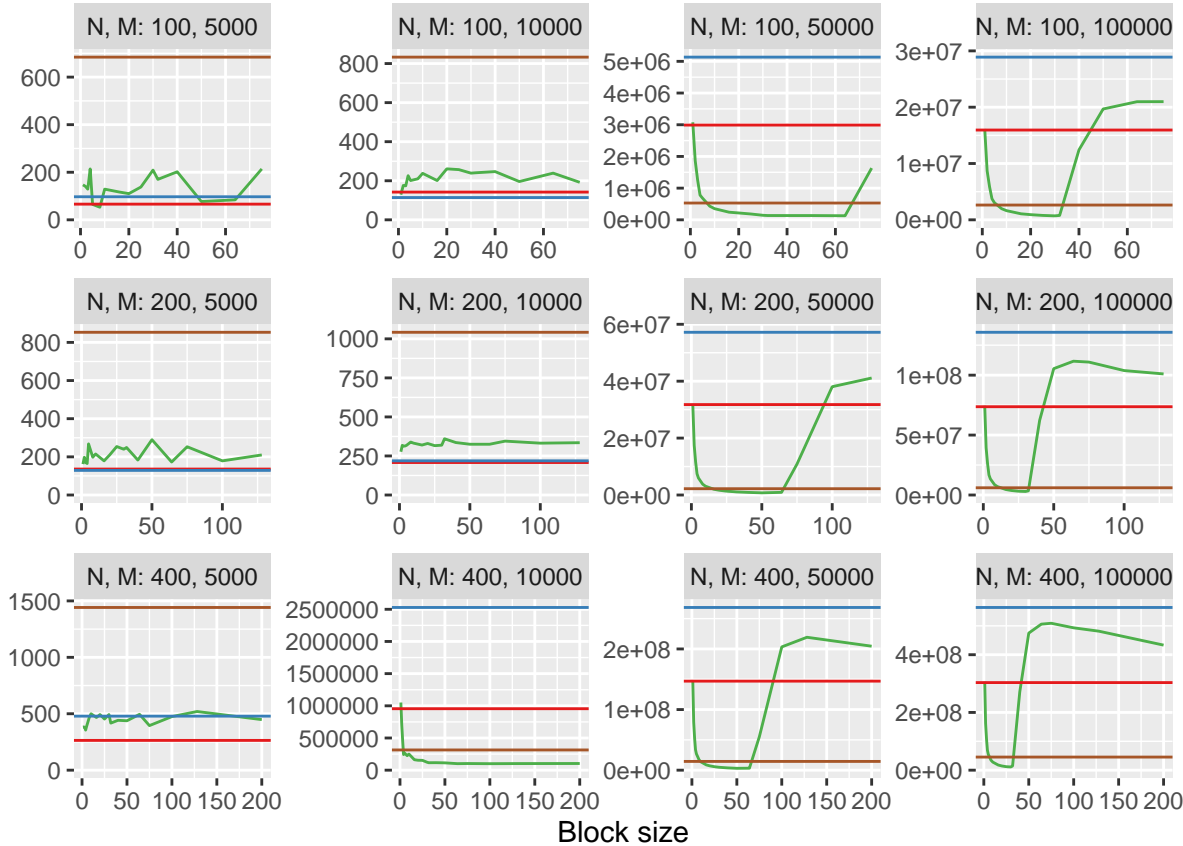 N, M: 100, 5000
N, M: 100, 10000
N, M: 100, 50000
N, M: 100, 100000
600
400
200
0
0 20 40 60
800
600
400
200
0
0 20 40 60
5e+06
4e+06
3e+06
2e+06
1e+06
0e+00
0 20 40 60
3e+07
2e+07
1e+07
0e+00
0 20 40 60
N, M: 200, 5000
N, M: 200, 10000
N, M: 200, 50000
N, M: 200, 100000
800
600
400
200
0
0 50 100
1000
750
500
250
0
0 50 100
6e+07
4e+07
2e+07
0e+00
0 50 100
1e+08
5e+07
0e+00
0 50 100
N, M: 400, 5000
N, M: 400, 10000
N, M: 400, 50000
N, M: 400, 100000
1500
1000
500
0
0 50 100 150 200
2500000
2000000
1500000
1000000
500000
0
0 50 100 150 200
2e+08
1e+08
0e+00
0 50 100 150 200
4e+08
2e+08
0e+00
0 50 100 150 200
Block size